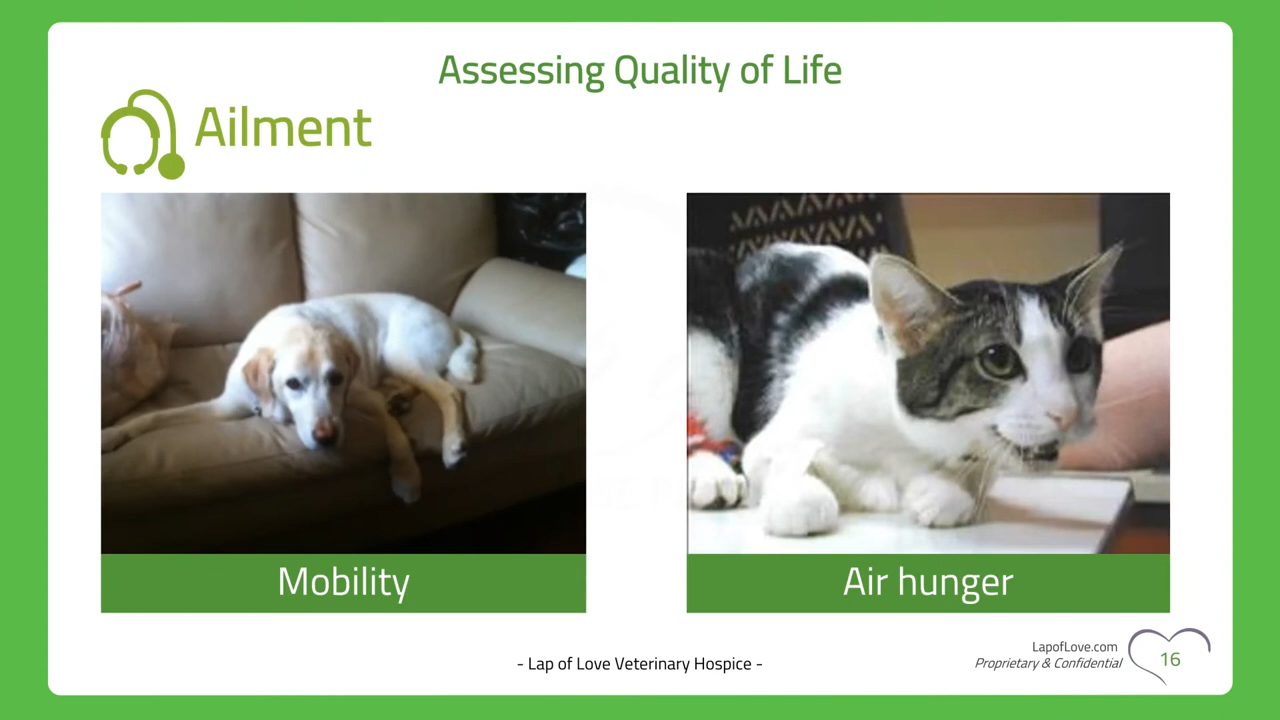 Assessing Quality of Life
Ailment
Mobility
Air hunger
- Lap of Love Veterinary Hospice -
LapofLove.com
Proprietary & Confidential
16